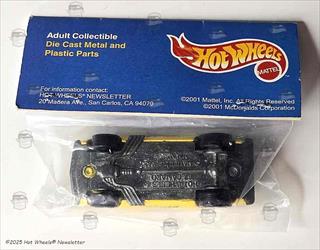 Adult Collectible
Die Cast Metal and
Plastic Parts
Hot Wheels
MATTEL
For information contact:
HOT WHEELS® NEWSLETTER
20 Madera Ave., San Carlos, CA 94070
©2001 Mattel, Inc. All Rights Reserved
©2001 McDonalds Corporation
©2025 Hot Wheels® Newsletter